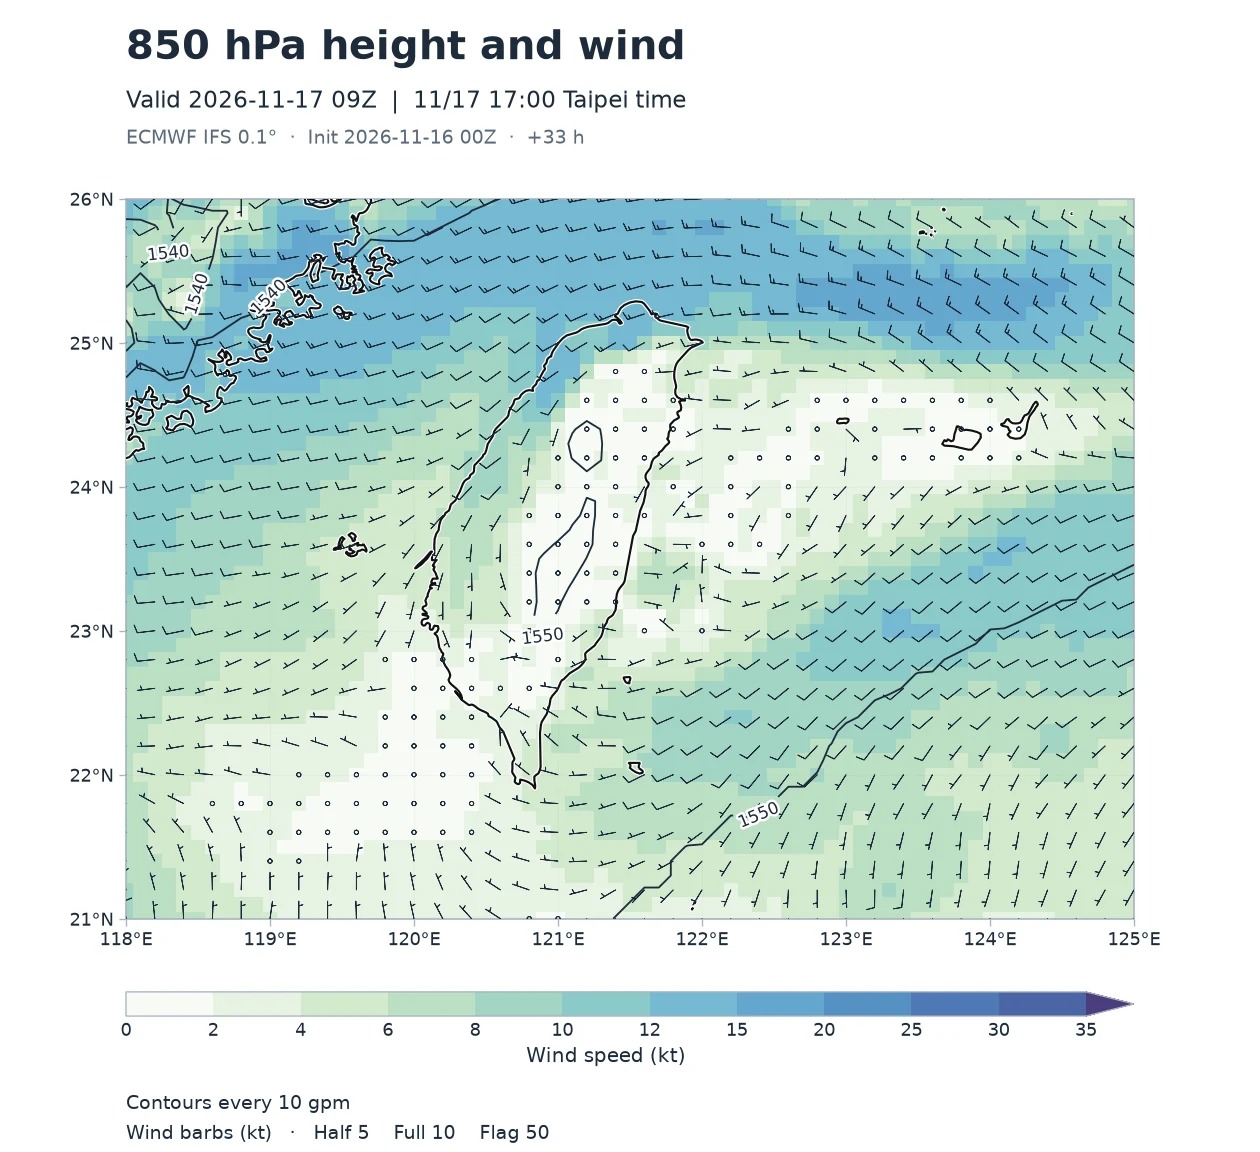 850 hPa height and wind
Valid 2026-11-17 09Z | 11/17 17:00 Taipei time
ECMWF IFS 0.1° · Init 2026-11-16 00Z · +33 h
26°N
1540
1540
1540
25°N
24°N
23°N
1550
22°N
1550
21°N
118°E 119°E 120°E 121°E 122°E 123°E 124°E 125°E
0 2 4 6 8 10 12 15 20 25 30 35
Wind speed (kt)
Contours every 10 gpm
Wind barbs (kt) · Half 5 Full 10 Flag 50